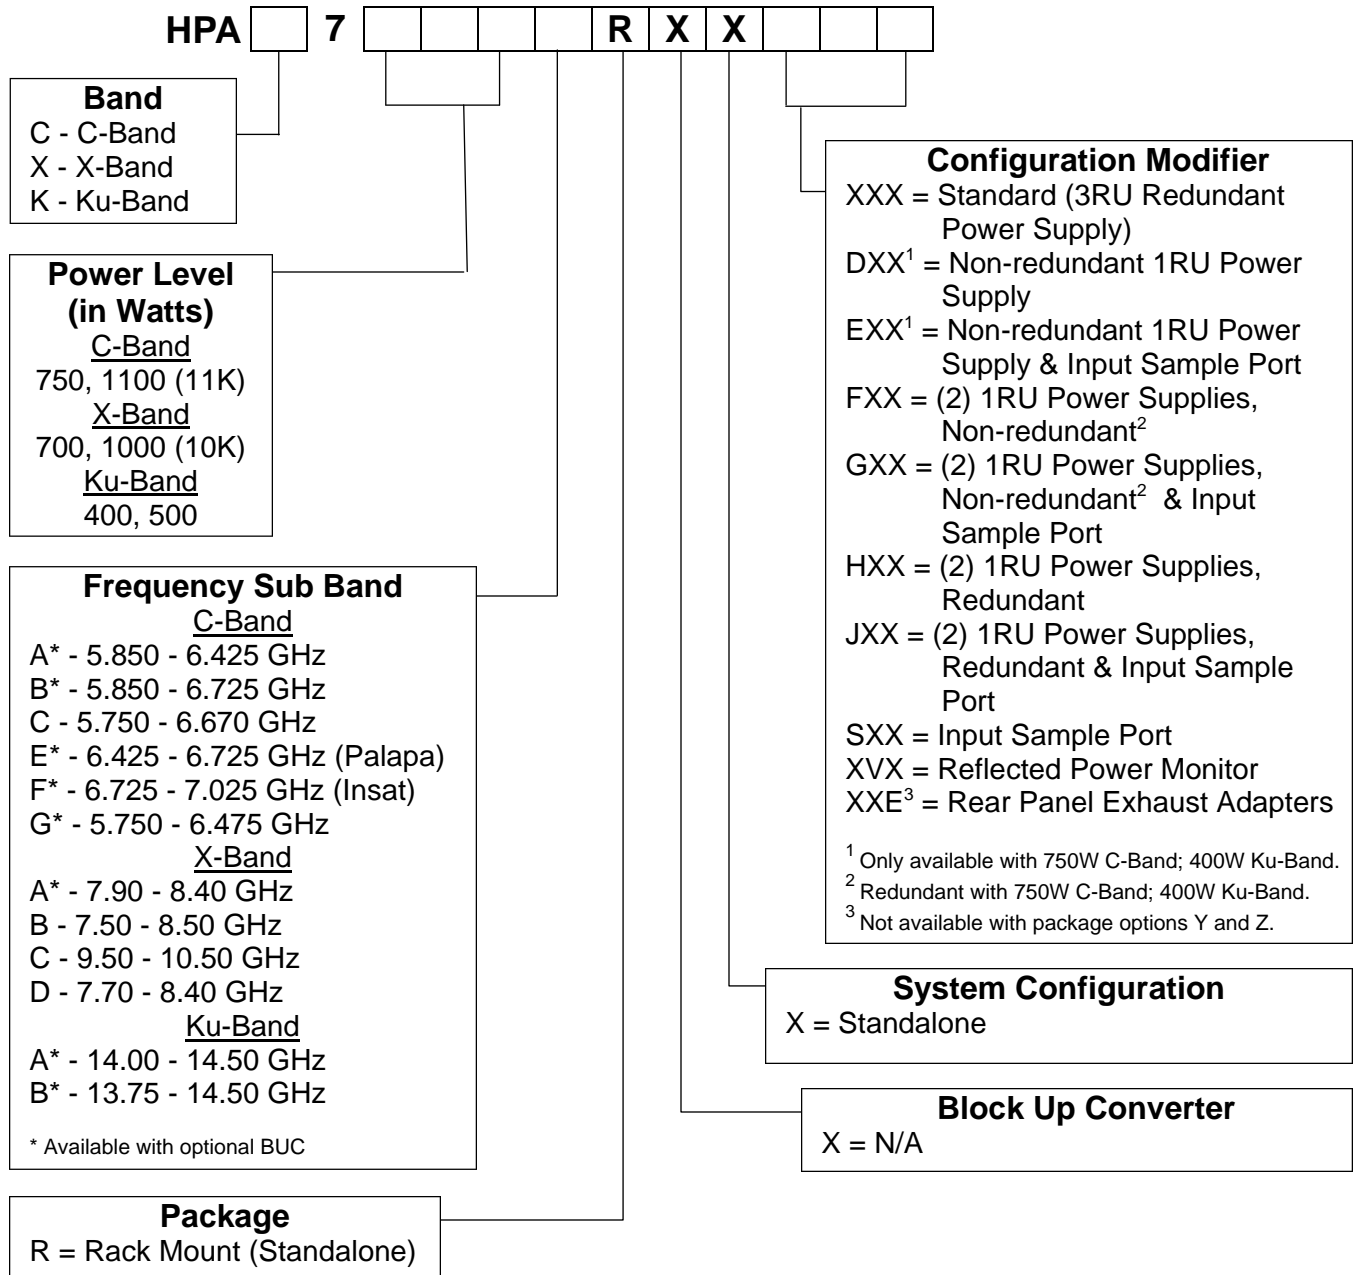 HPA 7 R X X
Band
C - C-Band
X - X-Band
K - Ku-Band
Power Level
(in Watts)
C-Band
750, 1100 (11K)
X-Band
700, 1000 (10K)
Ku-Band
400, 500
Frequency Sub Band
C-Band
A* - 5.850 - 6.425 GHz
B* - 5.850 - 6.725 GHz
C - 5.750 - 6.670 GHz
E* - 6.425 - 6.725 GHz (Palapa)
F* - 6.725 - 7.025 GHz (Insat)
G* - 5.750 - 6.475 GHz
X-Band
A* - 7.90 - 8.40 GHz
B - 7.50 - 8.50 GHz
C - 9.50 - 10.50 GHz
D - 7.70 - 8.40 GHz
Ku-Band
A* - 14.00 - 14.50 GHz
B* - 13.75 - 14.50 GHz
* Available with optional BUC
Package
R = Rack Mount (Standalone)
Configuration Modifier
XXX = Standard (3RU Redundant
Power Supply)
DXX¹ = Non-redundant 1RU Power
Supply
EXX¹ = Non-redundant 1RU Power
Supply & Input Sample Port
FXX = (2) 1RU Power Supplies,
Non-redundant²
GXX = (2) 1RU Power Supplies,
Non-redundant² & Input
Sample Port
HXX = (2) 1RU Power Supplies,
Redundant
JXX = (2) 1RU Power Supplies,
Redundant & Input Sample
Port
SXX = Input Sample Port
XVX = Reflected Power Monitor
XXE³ = Rear Panel Exhaust Adapters
¹ Only available with 750W C-Band; 400W Ku-Band.
² Redundant with 750W C-Band; 400W Ku-Band.
³ Not available with package options Y and Z.
System Configuration
X = Standalone
Block Up Converter
X = N/A